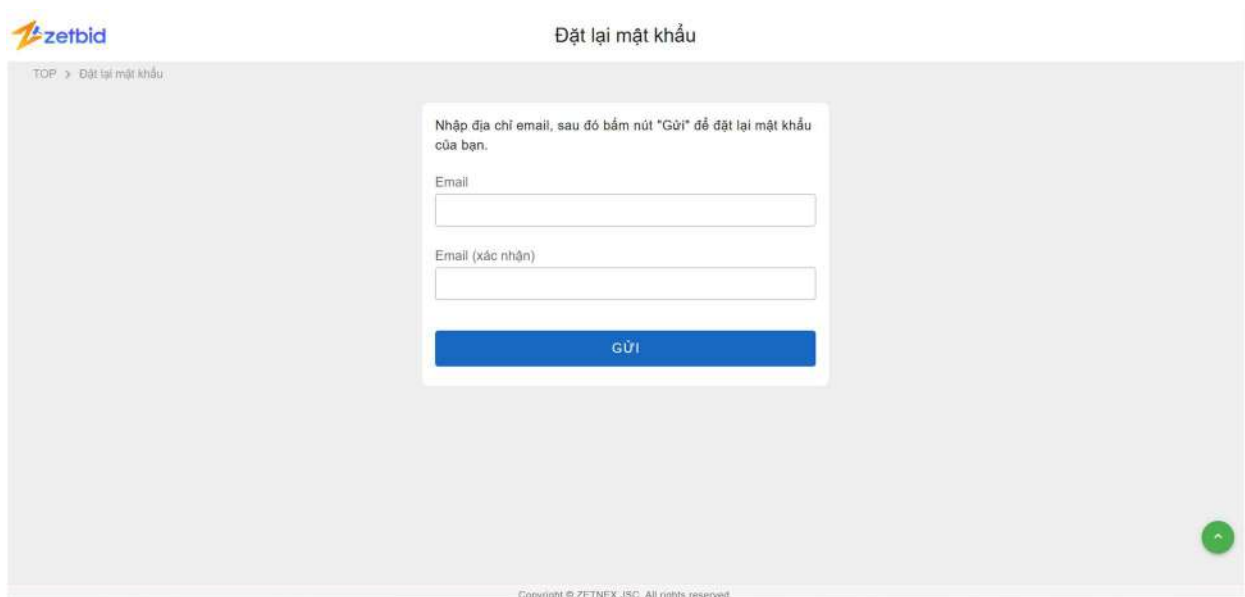 zetbid
Đặt lại mật khẩu
TOP > Đặt lại mật khẩu
Nhập địa chỉ email, sau đó bấm nút "Gửi" để đặt lại mật khẩu
của bạn.
Email
Email (xác nhận)
GỬI
Copyright © ZETNEX JSC. All rights reserved.